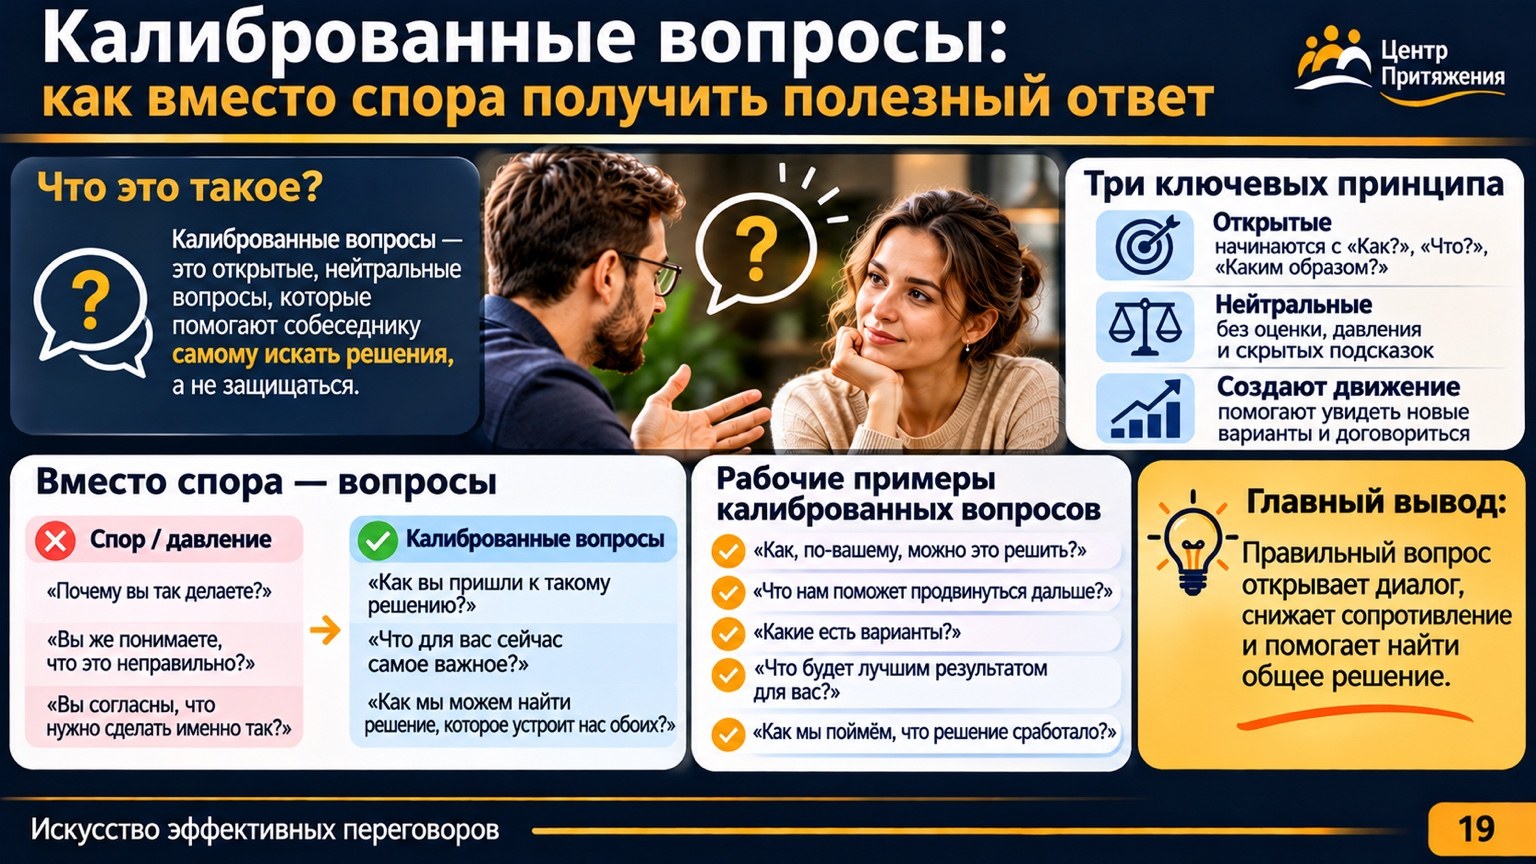 Калиброванные вопросы:
как вместо спора получить полезный ответ
Центр
Притяжения
Что это такое?
?
Калиброванные вопросы —
это открытые, нейтральные
вопросы, которые
помогают собеседнику
самому искать решения,
а не защищаться.
?
Три ключевых принципа
Открытые
начинаются с «Как?», «Что?»,
«Каким образом?»
Нейтральные
без оценки, давления
и скрытых подсказок
Создают движение
помогают увидеть новые
варианты и договориться
Вместо спора — вопросы
Спор / давление
«Почему вы так делаете?»
«Вы же понимаете,
что это неправильно?»
«Вы согласны, что
нужно сделать именно так?»
Калиброванные вопросы
«Как вы пришли к такому
решению?»
«Что для вас сейчас
самое важное?»
«Как мы можем найти
решение, которое устроит нас обоих?»
Рабочие примеры
калиброванных вопросов
«Как, по-вашему, можно это решить?»
«Что нам поможет продвинуться дальше?»
«Какие есть варианты?»
«Что будет лучшим результатом
для вас?»
«Как мы поймём, что решение сработало?»
Главный вывод:
Правильный вопрос
открывает диалог,
снижает сопротивление
и помогает найти
общее решение.
Искусство эффективных переговоров
19